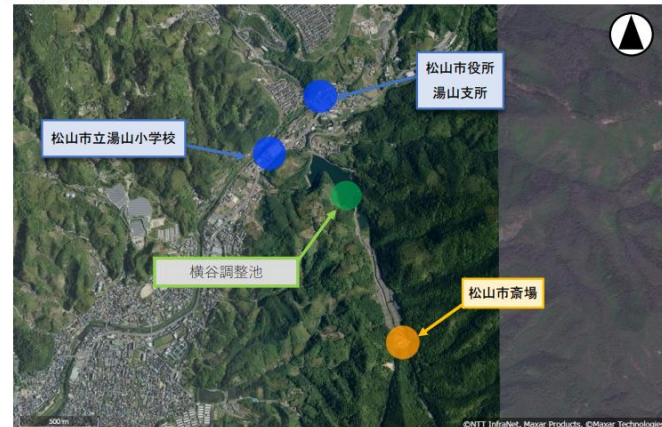 松山市役所
湯山支所
松山市立湯山小学校
横谷調整池
松山市斎場
500 m
©NTT InfraNet, Maxar Products, ©Maxar Technologies